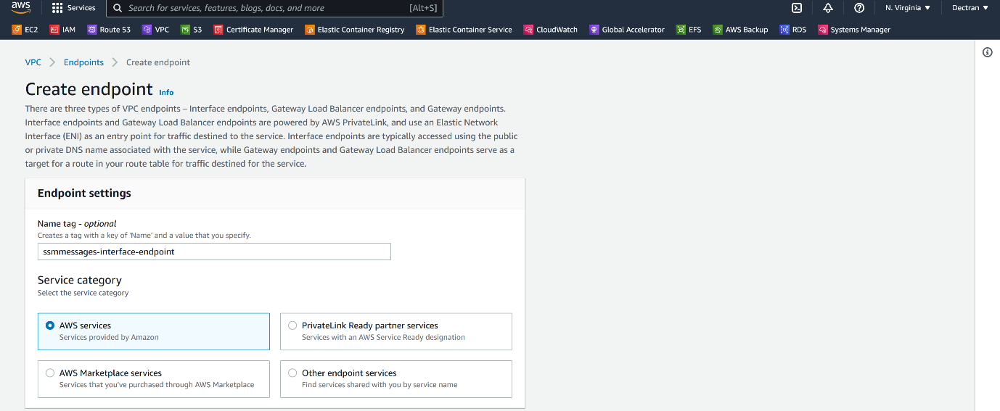 aws Services Search for services, features, blogs, docs, and more [Alt+S] N. Virginia Dectran
EC2 IAM Route 53 VPC S3 Certificate Manager Elastic Container Registry Elastic Container Service CloudWatch Global Accelerator EFS AWS Backup RDS Systems Manager
VPC Endpoints Create endpoint
Create endpoint Info
There are three types of VPC endpoints – Interface endpoints, Gateway Load Balancer endpoints, and Gateway endpoints.
Interface endpoints and Gateway Load Balancer endpoints are powered by AWS PrivateLink, and use an Elastic Network
Interface (ENI) as an entry point for traffic destined to the service. Interface endpoints are typically accessed using the public
or private DNS name associated with the service, while Gateway endpoints and Gateway Load Balancer endpoints serve as a
target for a route in your route table for traffic destined for the service.
Endpoint settings
Name tag - optional
Creates a tag with a key of 'Name' and a value that you specify.
ssmmessages-interface-endpoint
Service category
Select the service category
AWS services
Services provided by Amazon
PrivateLink Ready partner services
Services with an AWS Service Ready designation
AWS Marketplace services
Services that you've purchased through AWS Marketplace
Other endpoint services
Find services shared with you by service name